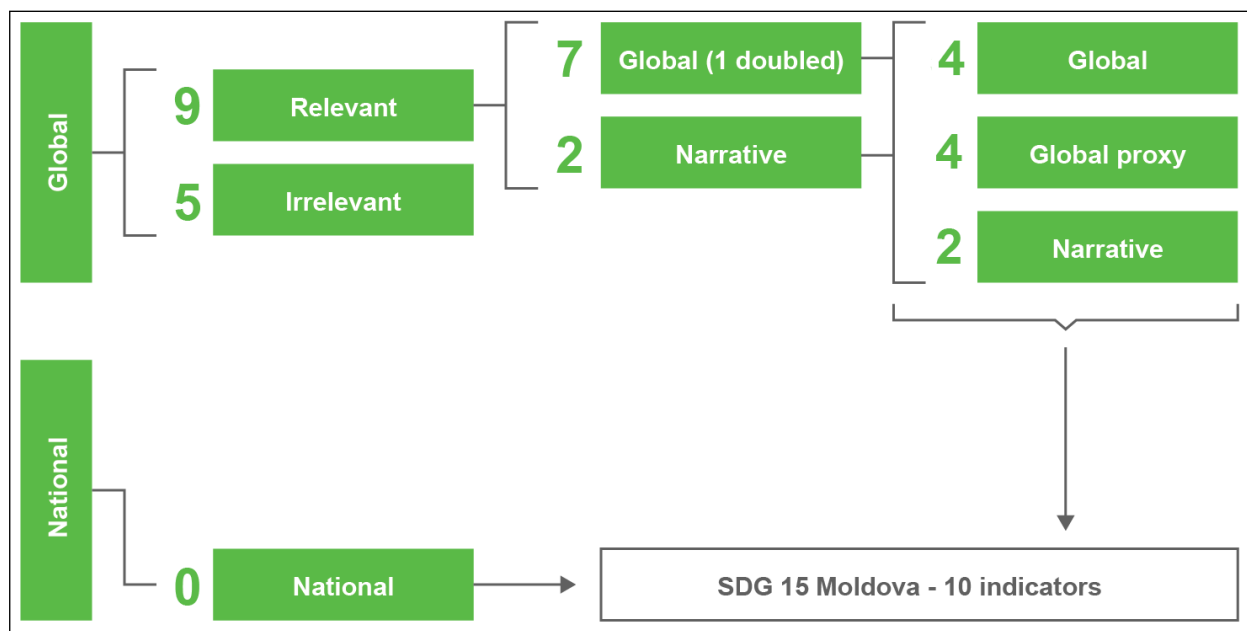 Global
9
Relevant
5
Irrelevant
7
Global (1 doubled)
2
Narrative
4
Global
4
Global proxy
2
Narrative
National
0
National
SDG 15 Moldova - 10 indicators